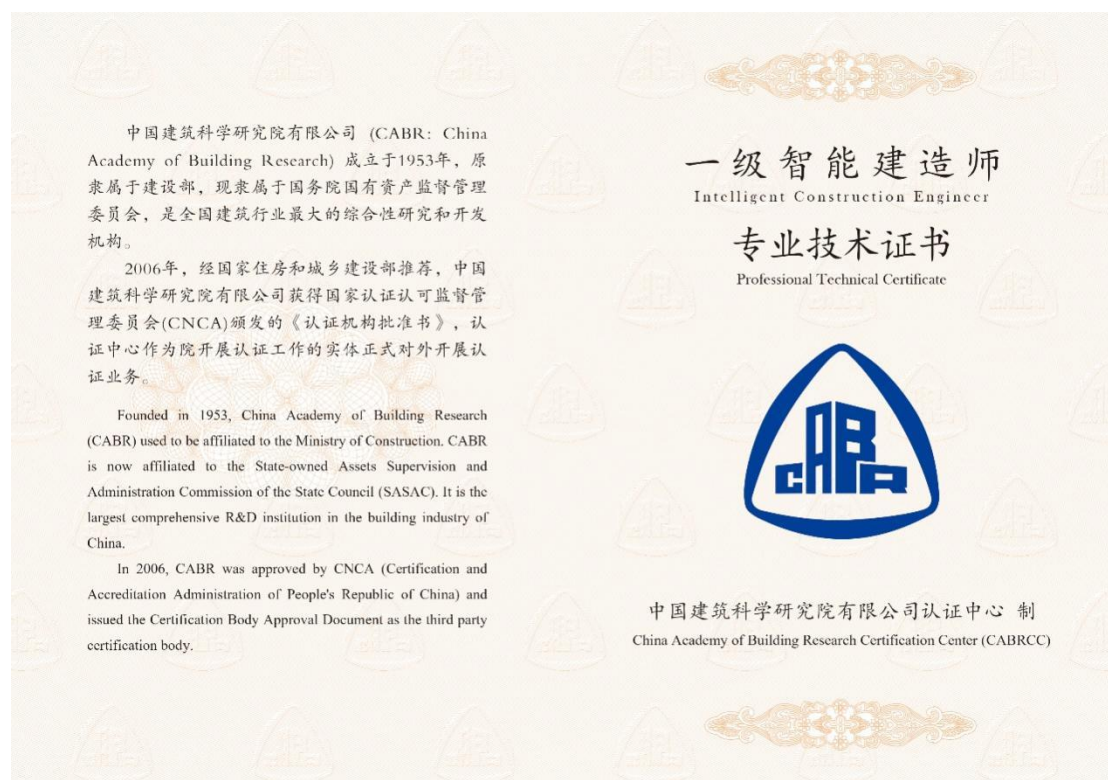 中国建筑科学研究院有限公司 (CABR: China
Academy of Building Research) 成立于1953年，原
隶属于建设部，现隶属于国务院国有资产监督管理
委员会，是全国建筑行业最大的综合性研究和开发
机构。
2006年，经国家住房和城乡建设部推荐，中国
建筑科学研究院有限公司获得国家认证认可监督管
理委员会(CNCA)颁发的《认证机构批准书》，认
证中心作为院开展认证工作的实体正式对外开展认
证业务。
Founded in 1953, China Academy of Building Research
(CABR) used to be affiliated to the Ministry of Construction. CABR
is now affiliated to the State-owned Assets Supervision and
Administration Commission of the State Council (SASAC). It is the
largest comprehensive R&D institution in the building industry of
China.
In 2006, CABR was approved by CNCA (Certification and
Accreditation Administration of People's Republic of China) and
issued the Certification Body Approval Document as the third party
certification body.
一级智能建造师
Intelligent Construction Engineer
专业技术证书
Professional Technical Certificate
CABR
中国建筑科学研究院有限公司认证中心 制
China Academy of Building Research Certification Center (CABRCC)